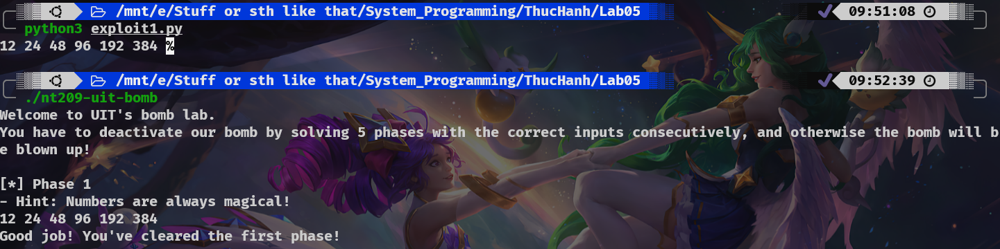 /mnt/e/Stuff or sth like that/System_Programming/ThucHanh/Lab05 09:51:08
python3 exploit1.py
12 24 48 96 192 384 %
/mnt/e/Stuff or sth like that/System_Programming/ThucHanh/Lab05 09:52:39
./nt209-uit-bomb
Welcome to UIT's bomb lab.
You have to deactivate our bomb by solving 5 phases with the correct inputs consecutively, and otherwise the bomb will b
e blown up!
[*] Phase 1
- Hint: Numbers are always magical!
12 24 48 96 192 384
Good job! You've cleared the first phase!